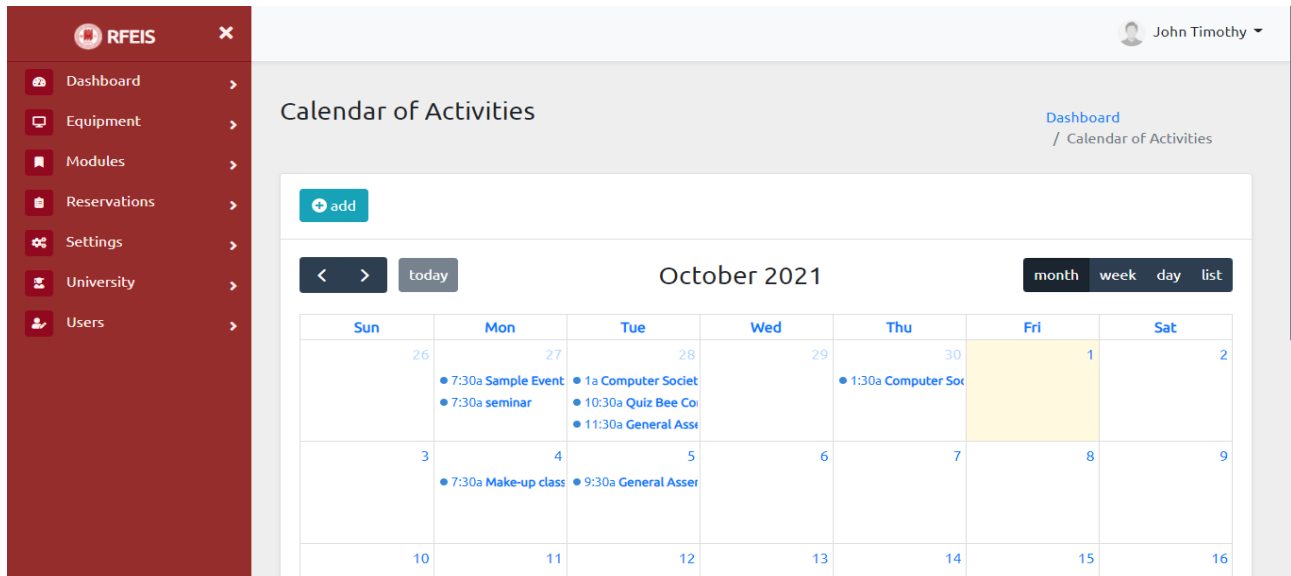 RFEIS
John Timothy
Dashboard
Equipment
Modules
Reservations
Settings
University
Users
Calendar of Activities
Dashboard
/ Calendar of Activities
add
today
October 2021
month week day list
Sun Mon Tue Wed Thu Fri Sat
26 27 28 29 30 1 2
7:30a Sample Event 1a Computer Societ 1:30a Computer Soc
7:30a seminar 10:30a Quiz Bee Co
11:30a General Asse
3 4 5 6 7 8 9
7:30a Make-up class 9:30a General Assem
10 11 12 13 14 15 16